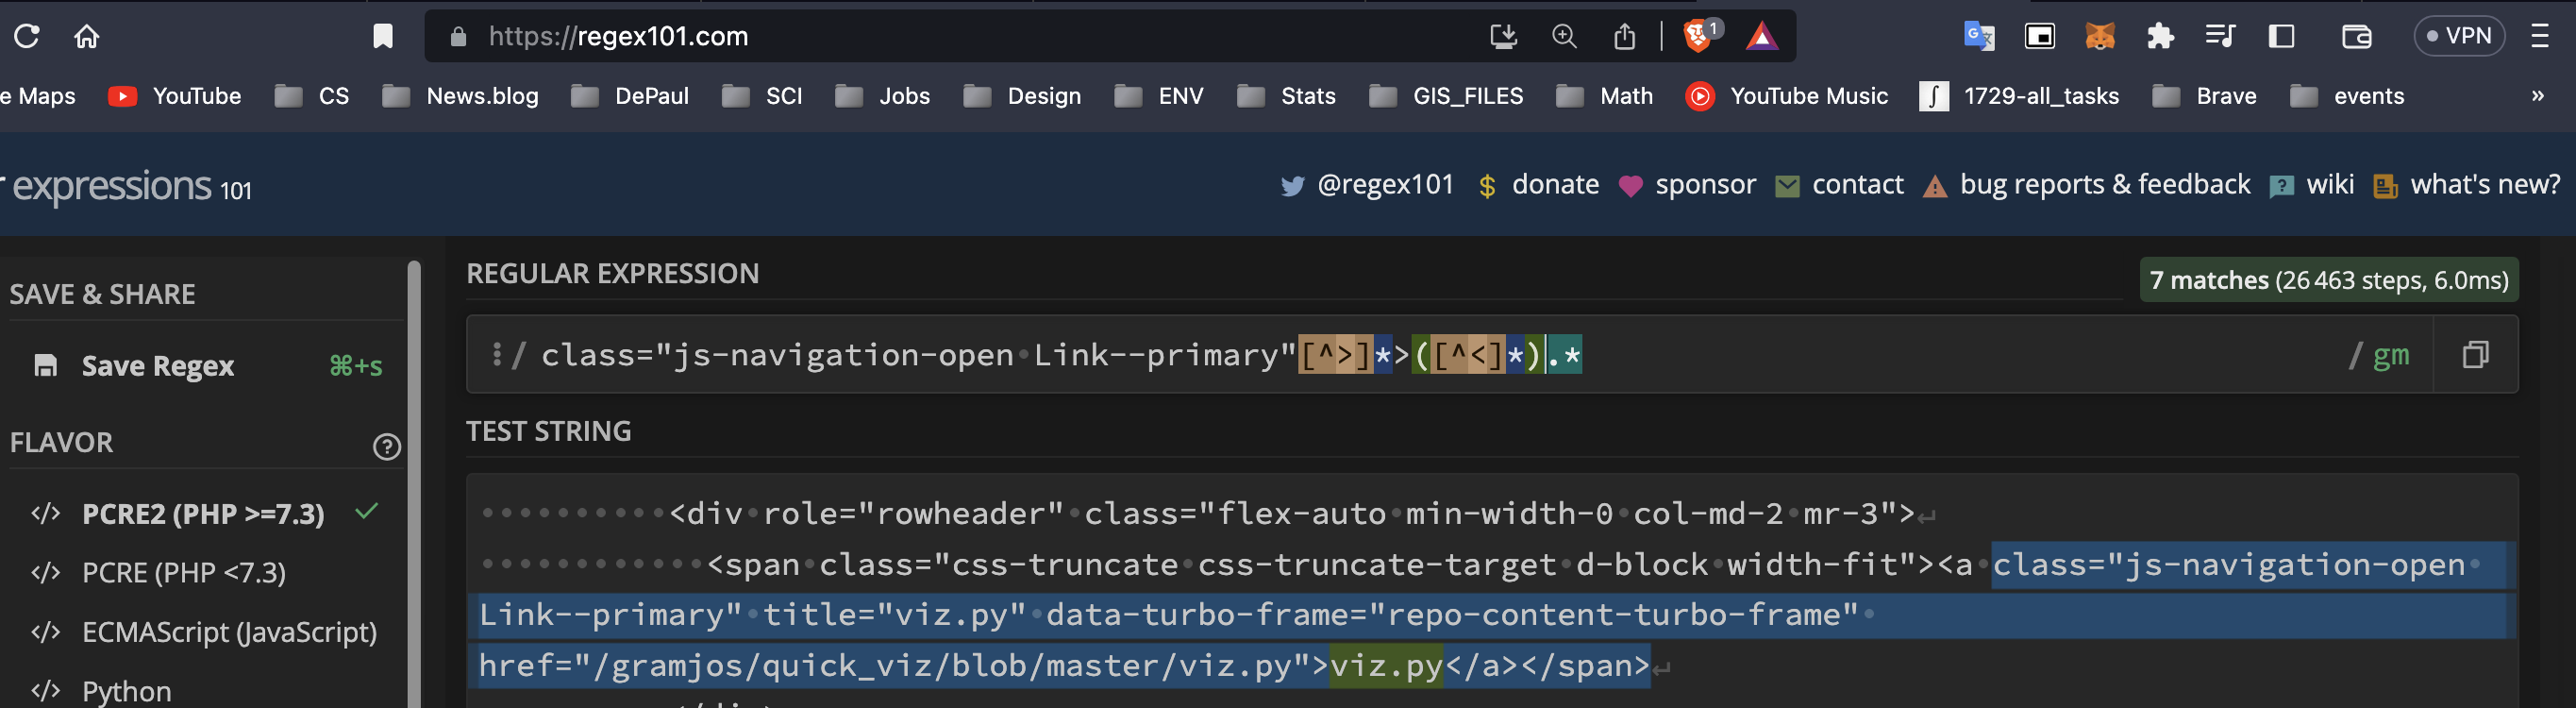 https://regex101.com
1
VPN
e Maps YouTube CS News.blog DePaul SCI Jobs Design ENV Stats GIS_FILES Math YouTube Music 1729-all_tasks Brave events »
expressions 101
@regex101 donate sponsor contact bug reports & feedback wiki what's new?
SAVE & SHARE
Save Regex ⌘+s
FLAVOR
</> PCRE2 (PHP >=7.3)
</> PCRE (PHP <7.3)
</> ECMAScript (JavaScript)
</> Python
REGULAR EXPRESSION
7 matches (26 463 steps, 6.0ms)
/ class="js-navigation-open Link--primary"[^>]*>([^<]*).* / gm
TEST STRING
<div role="rowheader" class="flex-auto min-width-0 col-md-2 mr-3">
<span class="css-truncate css-truncate-target d-block width-fit"><a class="js-navigation-open
Link--primary" title="viz.py" data-turbo-frame="repo-content-turbo-frame"
href="/gramjos/quick_viz/blob/master/viz.py">viz.py</a></span>